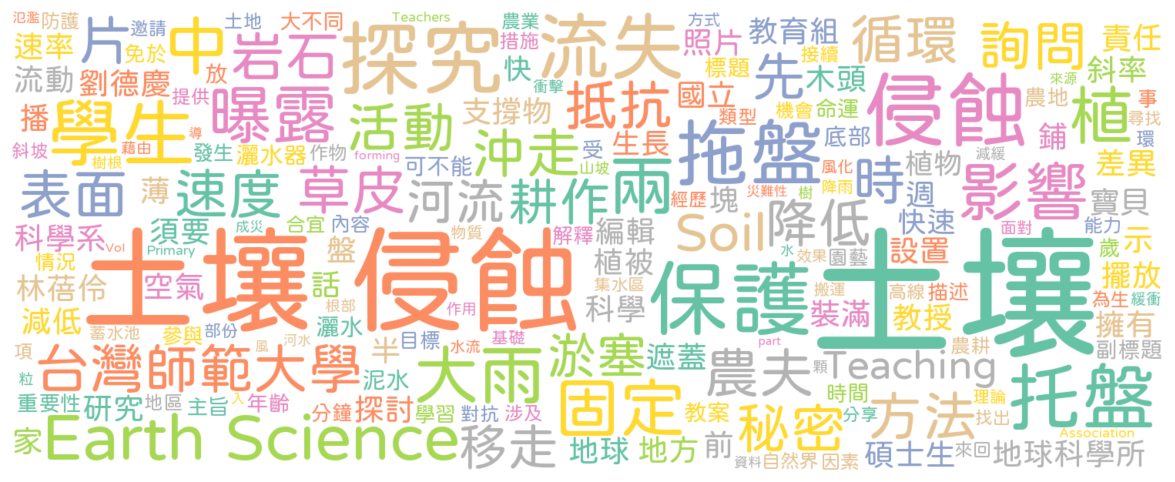 氾濫 防護 邀請 土地 大不同 Teachers 農業 方式 接續
速率 片 免於 中 岩石 探究 措施 快 流失 照片 教育組 循環 詢問 責任
流動 劉德慶 放 提供 衝擊 標題 先 木頭 斜率
播 學生 曝露 活動 支撐物 抵抗 國立 機會 命運 侵蝕 來源 農地 植 事 尋找
斜坡 樹根 導 藉由 發生 灑水器 作物 forming 可不能 沖走 受 生長 類型 拖盤 底部 減緩 鋪 環
表面 薄 速度 草皮 山坡 河流 耕作 兩 經歷 風化 災難性 樹 降雨 時 植物 週 影響 差異
科學系 Vol 成災 Primary 須要 合宜 內容 物質 解釋 編輯 塊 Soil 降低 快速 面對 能力 寶貝
情況 盤 集水區 植被 水 效果 園藝 設置 歲 示
林蓓伶 空氣 話 根部 作用 土壤 侵蝕 科學 保護 搬運 高線 描述 土壤 為生 緩衝 擺放
減低 蓄水池 參與 部份 灑水 目標 水流 基礎 裝滿 教授 擁有
項 風 河水 半 大雨 淤塞 遮蓋 part 農夫 顆 Teaching 農耕 副標題
粒 台灣師範大學 泥水 固定 托盤
重要性 研究 地區 主旨 入 年齡 分鐘 探討 學習 對抗 涉及 教案 時間 分享 方法 理論 找出
家 Earth Science 移走 地球 地方 前 秘密 資料 自然界 因素 碩士生 來回 Association 地球科學所